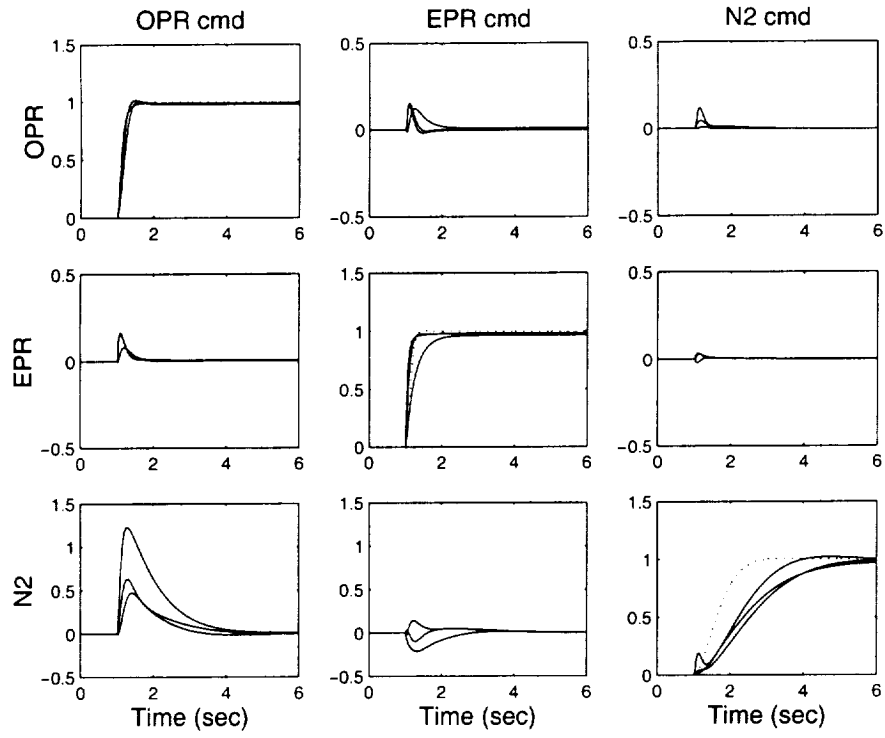 OPR cmd EPR cmd N2 cmd
1.5 0.5 0.5
OPR 1 0.5 0 0 0
0 -0.5 -0.5
0 2 4 6 0 2 4 6 0 2 4 6
0.5 1.5 0.5
EPR 0 1 0.5 0
-0.5 0 -0.5
0 2 4 6 0 2 4 6 0 2 4 6
1.5 1.5 1.5
N2 1 0.5 0 1 0.5 0 1 0.5
-0.5 -0.5 0
0 2 4 6 0 2 4 6 0 2 4 6
Time (sec) Time (sec) Time (sec)